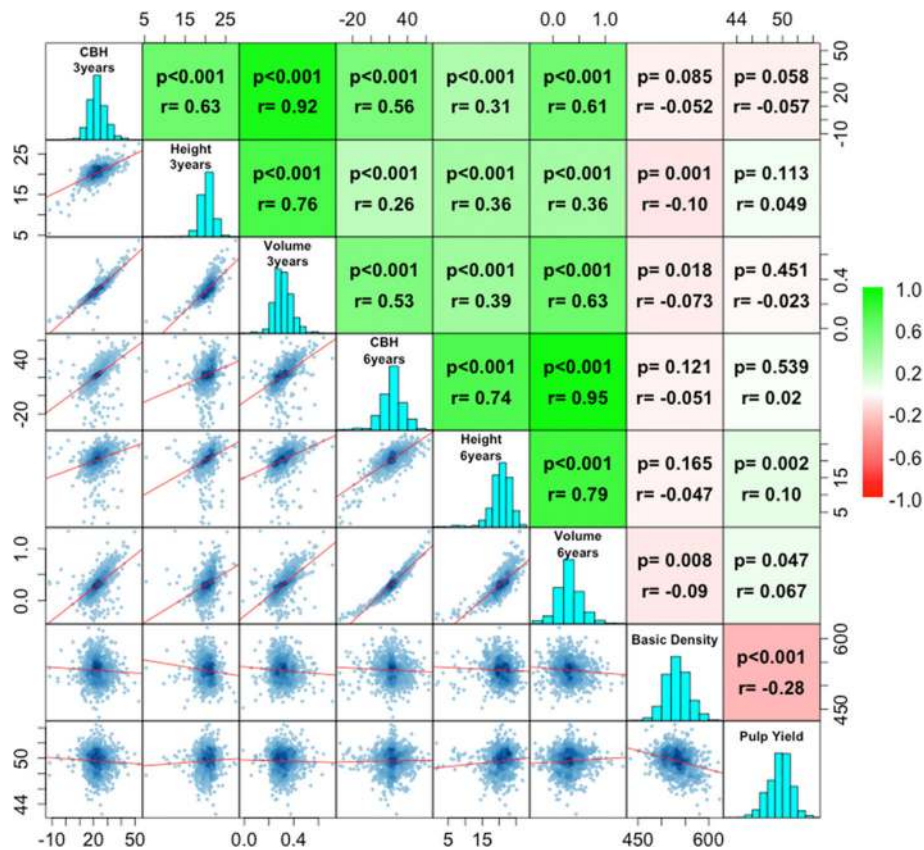 5 15 25 -20 10 40 0.0 1.0 44 50
CBH
3years
p<0.001 p<0.001 p<0.001 p<0.001 p<0.001 p= 0.085 p= 0.058
r= 0.63 r= 0.92 r= 0.56 r= 0.31 r= 0.61 r= -0.052 r= -0.057
-10 20 50
Height
3years
p<0.001 p<0.001 p<0.001 p<0.001 p= 0.001 p= 0.113
r= 0.76 r= 0.26 r= 0.36 r= 0.36 r= -0.10 r= 0.049
5 15 25
Volume
3years
p<0.001 p<0.001 p<0.001 p= 0.018 p= 0.451
r= 0.53 r= 0.39 r= 0.63 r= -0.073 r= -0.023
0.0 0.4
CBH
6years
p<0.001 p<0.001 p= 0.121 p= 0.539
r= 0.74 r= 0.95 r= -0.051 r= 0.02
-20 40
Height
6years
p<0.001 p= 0.165 p= 0.002
r= 0.79 r= -0.047 r= 0.10
5 15
Volume
6years
p= 0.008 p= 0.047
r= -0.09 r= 0.067
0.0 1.0
Basic Density
p<0.001
r= -0.28
450 600
Pulp Yield
44 50
-10 20 50 0.0 0.4 5 15 450 600
1.0
0.6
0.2
-0.2
-0.6
-1.0